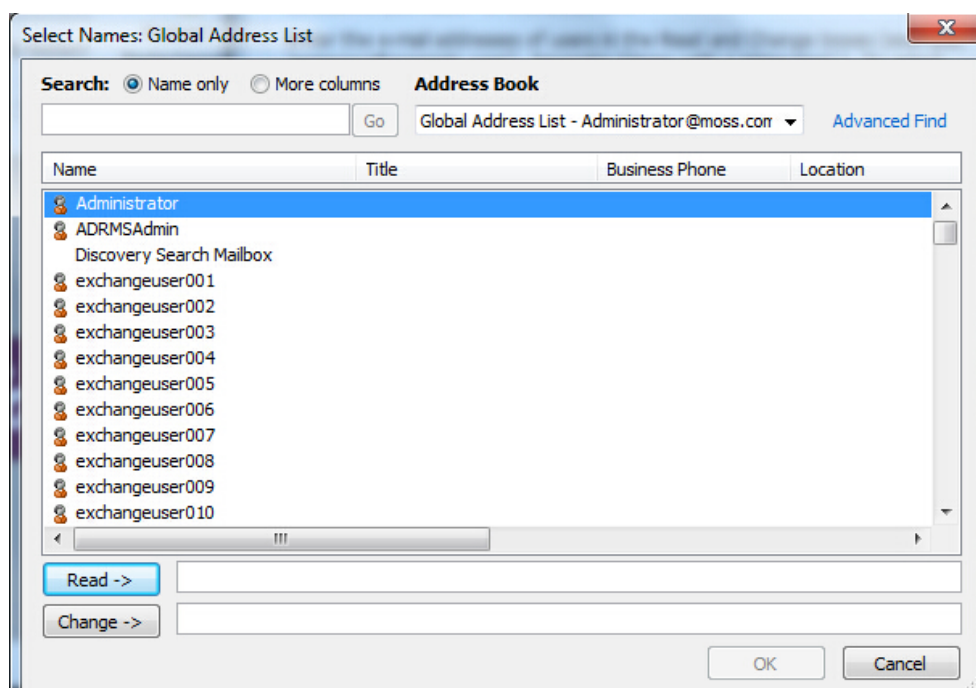 Select Names: Global Address List
Search: Name only More columns Address Book
Go Global Address List - Administrator@moss.com Advanced Find
Name Title Business Phone Location
Administrator
ADRMSAdmin
Discovery Search Mailbox
exchangeuser001
exchangeuser002
exchangeuser003
exchangeuser004
exchangeuser005
exchangeuser006
exchangeuser007
exchangeuser008
exchangeuser009
exchangeuser010
Read ->
Change ->
OK Cancel